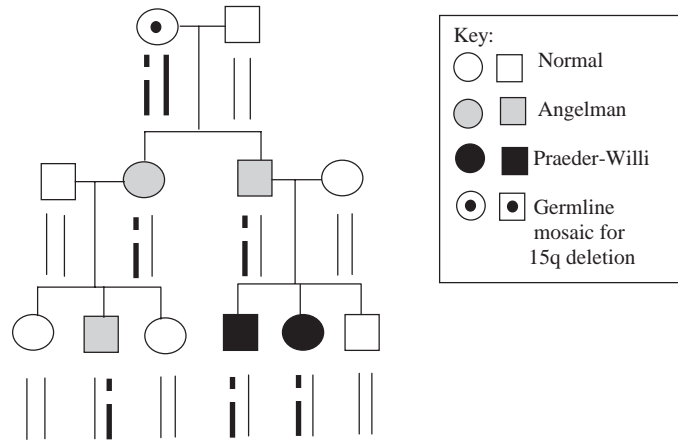 Key:
Normal
Angelman
Praeder-Willi
Germline
mosaic for
15q deletion